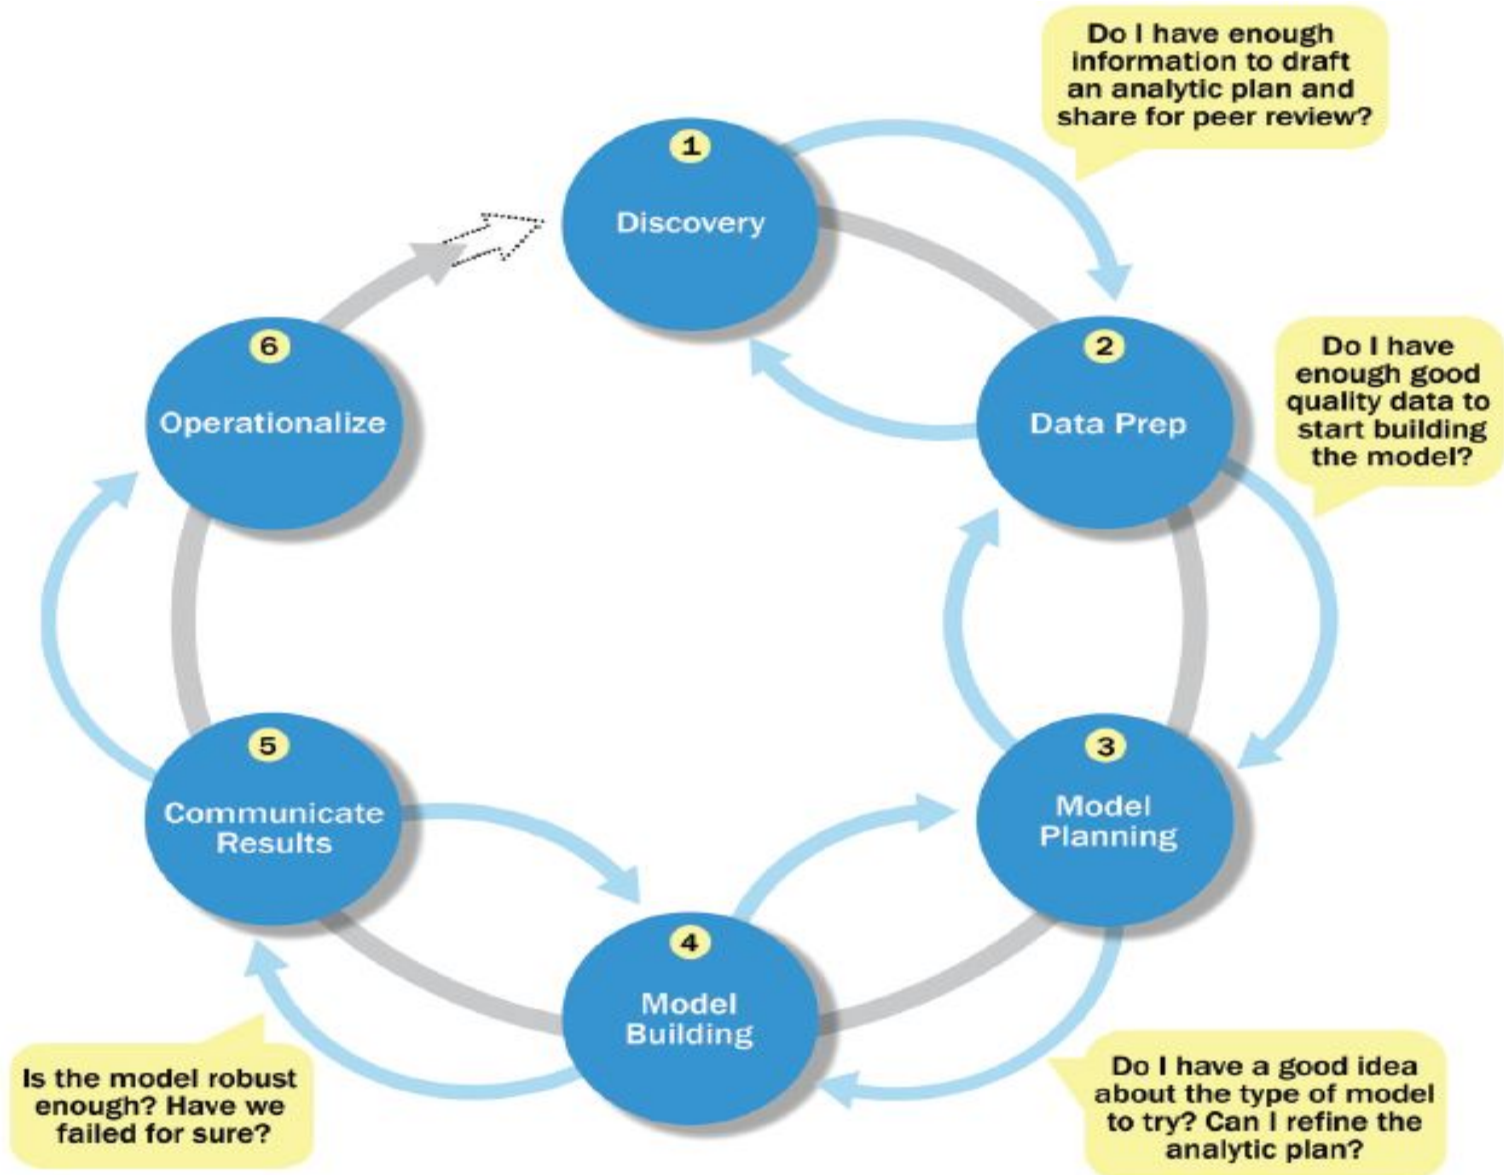 Do I have enough
information to draft
an analytic plan and
share for peer review?
1
Discovery
2
Data Prep
Do I have
enough good
quality data to
start building
the model?
3
Model
Planning
Do I have a good idea
about the type of model
to try? Can I refine the
analytic plan?
4
Model
Building
Is the model robust
enough? Have we
failed for sure?
5
Communicate
Results
6
Operationalize